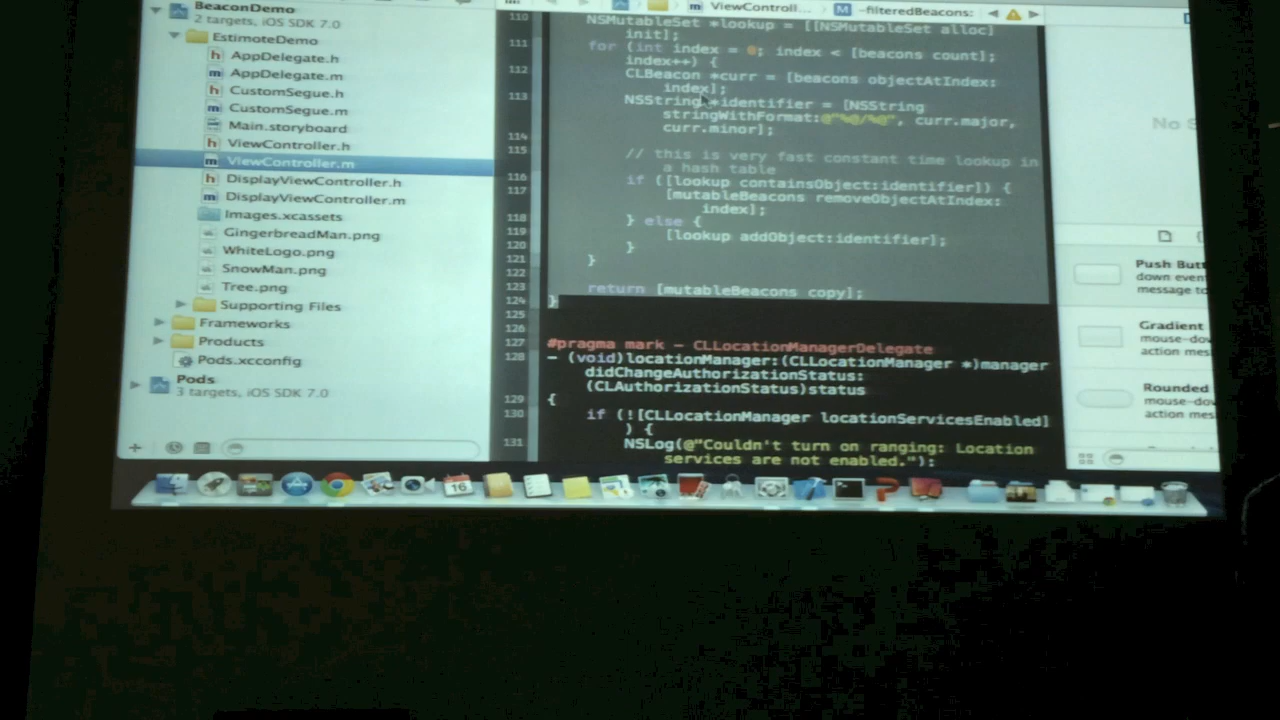 BeaconDemo
2 targets, iOS SDK 7.0
EstimoteDemo
AppDelegate.h
AppDelegate.m
CustomSegue.h
CustomSegue.m
Main.storyboard
ViewController.h
ViewController.m
DisplayViewController.h
DisplayViewController.m
Images.xcassets
GingerbreadMan.png
WhiteLogo.png
SnowMan.png
Tree.png
Supporting Files
Frameworks
Products
Pods.xcconfig
Pods
3 targets, iOS SDK 7.0
ViewControll... M -filteredBeacons:
110 NSMutableSet *lookup = [[NSMutableSet alloc]
init];
111 for (int index = 0; index < [beacons count];
index++) {
112 CLBeacon *curr = [beacons objectAtIndex:
index];
113 NSString *identifier = [NSString
stringWithFormat:@"%@/%@", curr.major,
curr.minor];
114
115 // this is very fast constant time lookup in
a hash table
116 if ([lookup containsObject:identifier]) {
117 [mutableBeacons removeObjectAtIndex:
index];
118 } else {
119 [lookup addObject:identifier];
120 }
121 }
122
123 return [mutableBeacons copy];
124 }
125
126
127 #pragma mark - CLLocationManagerDelegate
128 - (void)locationManager:(CLLocationManager *)manager
didChangeAuthorizationStatus:
(CLAuthorizationStatus)status
129 {
130 if (![CLLocationManager locationServicesEnabled]
) {
131 NSLog(@"Couldn't turn on ranging: Location
services are not enabled.");
No S
Push Butt
down even
message to
Gradient
mouse-dow
action mes
Rounded
mouse-dow
action mes
16